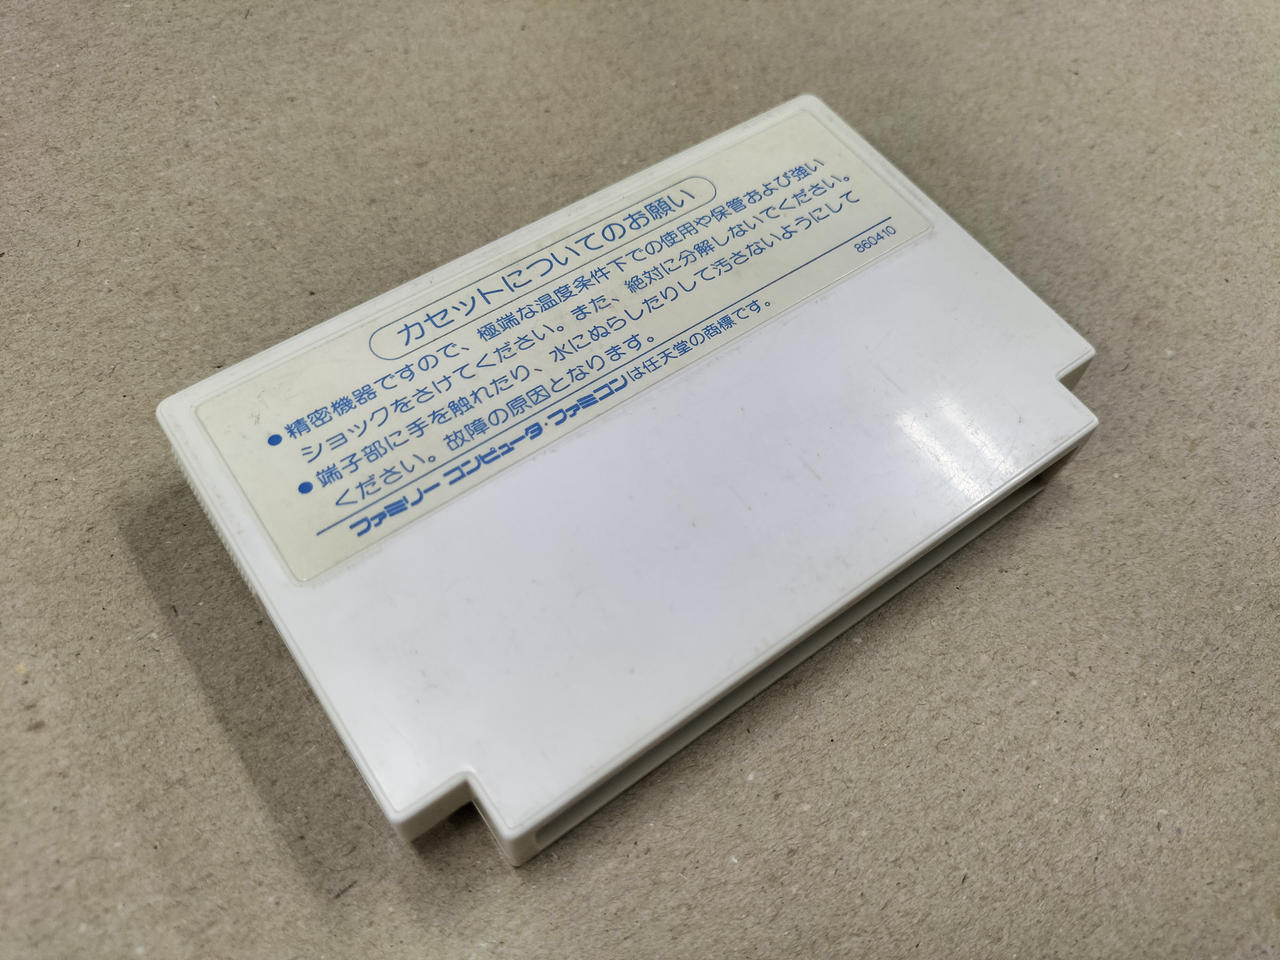 カセットについてのお願い
●精密機器ですので、極端な温度条件下での使用や保管および強い
ショックをさけてください。また、絶対に分解しないでください。
●端子部に手を触れたり、水にぬらしたりして汚さないようにして
ください。故障の原因となります。
860410
ファミリーコンピュータ・ファミコンは任天堂の商標です。